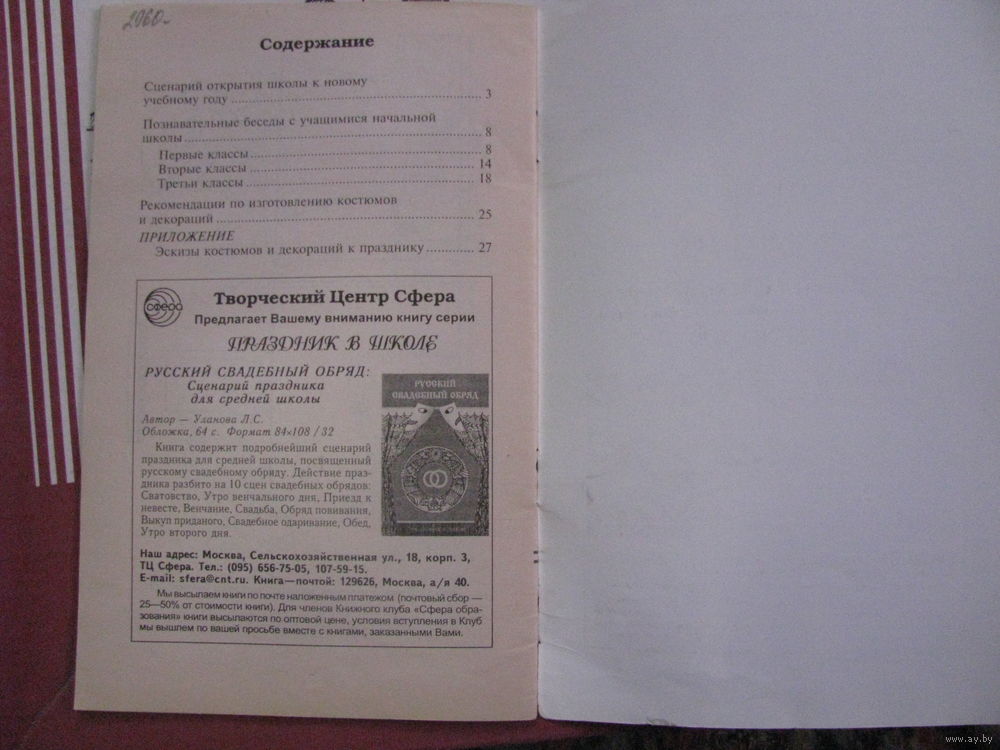 2060-
Содержание
Сценарий открытия школы к новому
учебному году ........................................ 3
Познавательные беседы с учащимися начальной
школы ........................................ 8
Первые классы ........................................ 8
Вторые классы ........................................ 14
Третьи классы ........................................ 18
Рекомендации по изготовлению костюмов
и декораций ........................................ 25
ПРИЛОЖЕНИЕ
Эскизы костюмов и декораций к празднику ............ 27
сфера
Творческий Центр Сфера
Предлагает Вашему вниманию книгу серии
ПРАЗДНИК В ШКОЛЕ
РУССКИЙ СВАДЕБНЫЙ ОБРЯД:
Сценарий праздника
для средней школы
Автор — Уланова Л.С.
Обложка, 64 с. Формат 84×108 / 32
Книга содержит подробнейший сценарий
праздника для средней школы, посвященный
русскому свадебному обряду. Действие праз-
дника разбито на 10 сцен свадебных обрядов:
Сватовство, Утро венчального дня, Приезд к
невесте, Венчание, Свадьба, Обряд повивания,
Выкуп приданого, Свадебное одаривание, Обед,
Утро второго дня.
РУССКИЙ
СВАДЕБНЫЙ ОБРЯД
Наш адрес: Москва, Сельскохозяйственная ул., 18, корп. 3,
ТЦ Сфера. Тел.: (095) 656-75-05, 107-59-15.
E-mail: sfera@cnt.ru. Книга—почтой: 129626, Москва, а/я 40.
Мы высылаем книги по почте наложенным платежом (почтовый сбор —
25—50% от стоимости книги). Для членов Книжного клуба «Сфера обра-
зования» книги высылаются по оптовой цене, условия вступления в Клуб
мы вышлем по вашей просьбе вместе с книгами, заказанными Вами.
www.ay.by